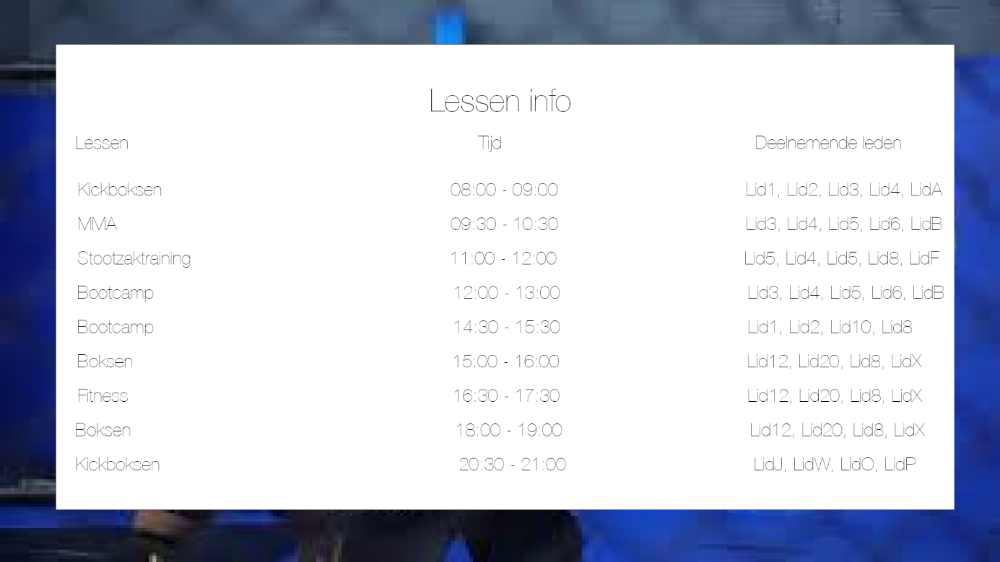 Lessen info
Lessen Tijd Deelnemende leden
Kickboksen 08:00 - 09:00 Lid1, Lid2, Lid3, Lid4, LidA
MMA 09:30 - 10:30 Lid3, Lid4, Lid5, Lid6, LidB
Stootzaktraining 11:00 - 12:00 Lid5, Lid4, Lid5, Lid8, LidF
Bootcamp 12:00 - 13:00 Lid3, Lid4, Lid5, Lid6, LidB
Bootcamp 14:30 - 15:30 Lid1, Lid2, Lid10, Lid8
Boksen 15:00 - 16:00 Lid12, Lid20, Lid8, LidX
Fitness 16:30 - 17:30 Lid12, Lid20, Lid8, LidX
Boksen 18:00 - 19:00 Lid12, Lid20, Lid8, LidX
Kickboksen 20:30 - 21:00 LidJ, LidW, LidO, LidP